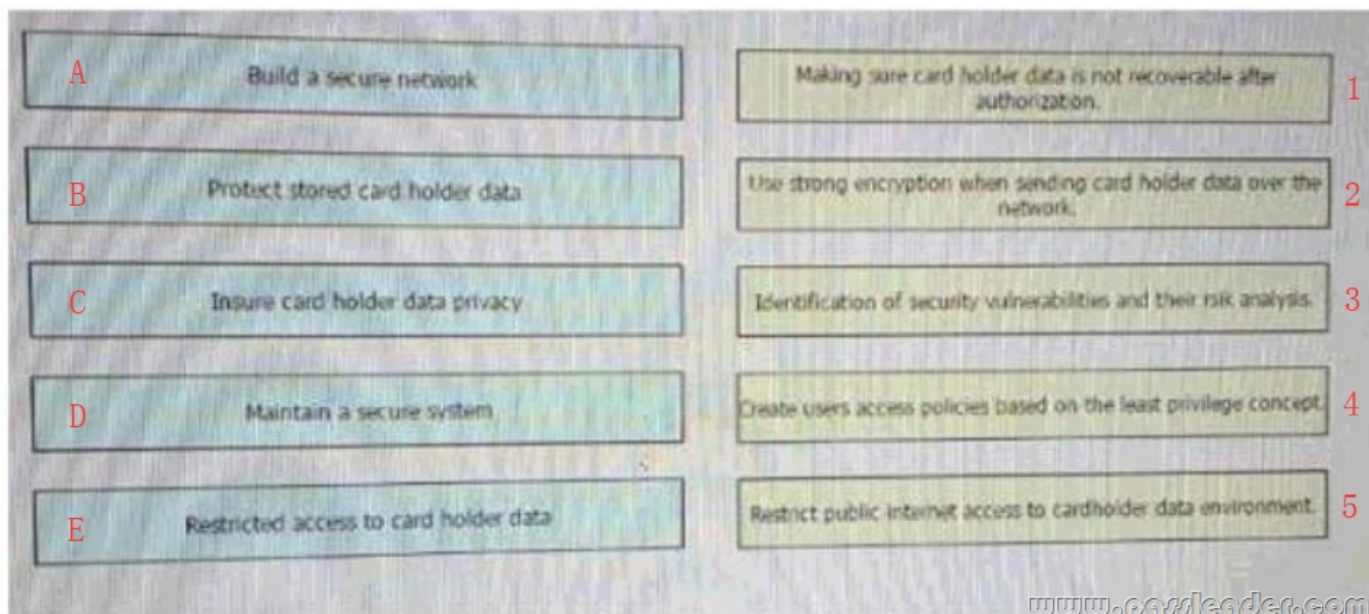 A Build a secure network
Making sure card holder data is not recoverable after
authorization. 1
B Protect stored card holder data
Use strong encryption when sending card holder data over the
network. 2
C Insure card holder data privacy
Identification of security vulnerabilities and their risk analysis. 3
D Maintain a secure system
Create users access policies based on the least privilege concept. 4
E Restricted access to card holder data
Restrict public internet access to cardholder data environment. 5
www.passleader.com